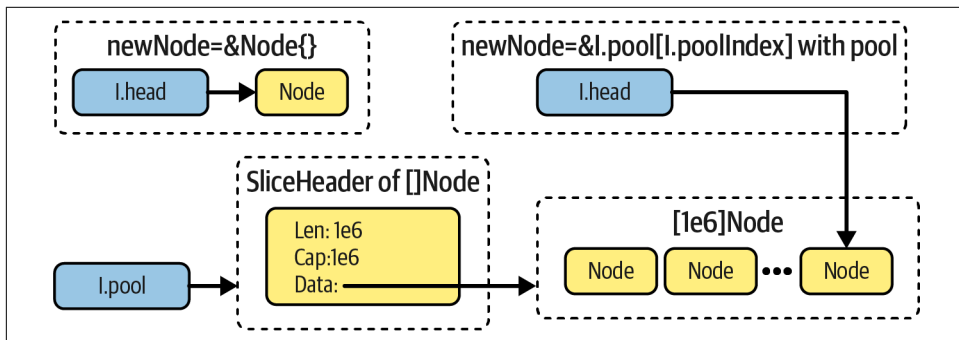 newNode=&Node{}
I.head
Node
newNode=&I.pool[I.poolIndex] with pool
I.head
SliceHeader of []Node
Len: 1e6
Cap:1e6
Data:
I.pool
[1e6]Node
Node
Node
Node